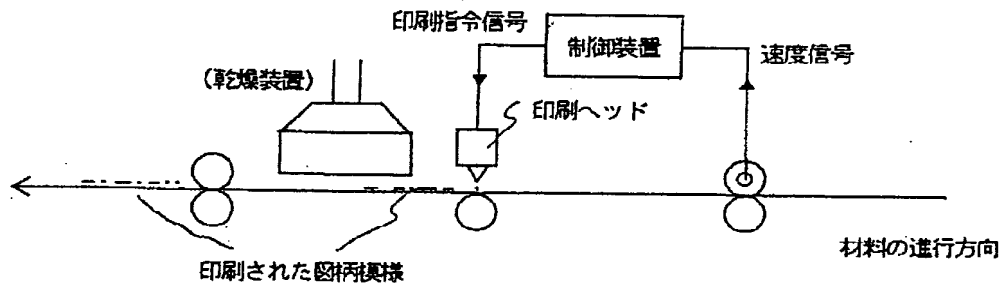 印刷指令信号
制御装置
速度信号
(乾燥装置)
印刷ヘッド
材料の進行方向
印刷された図柄模様